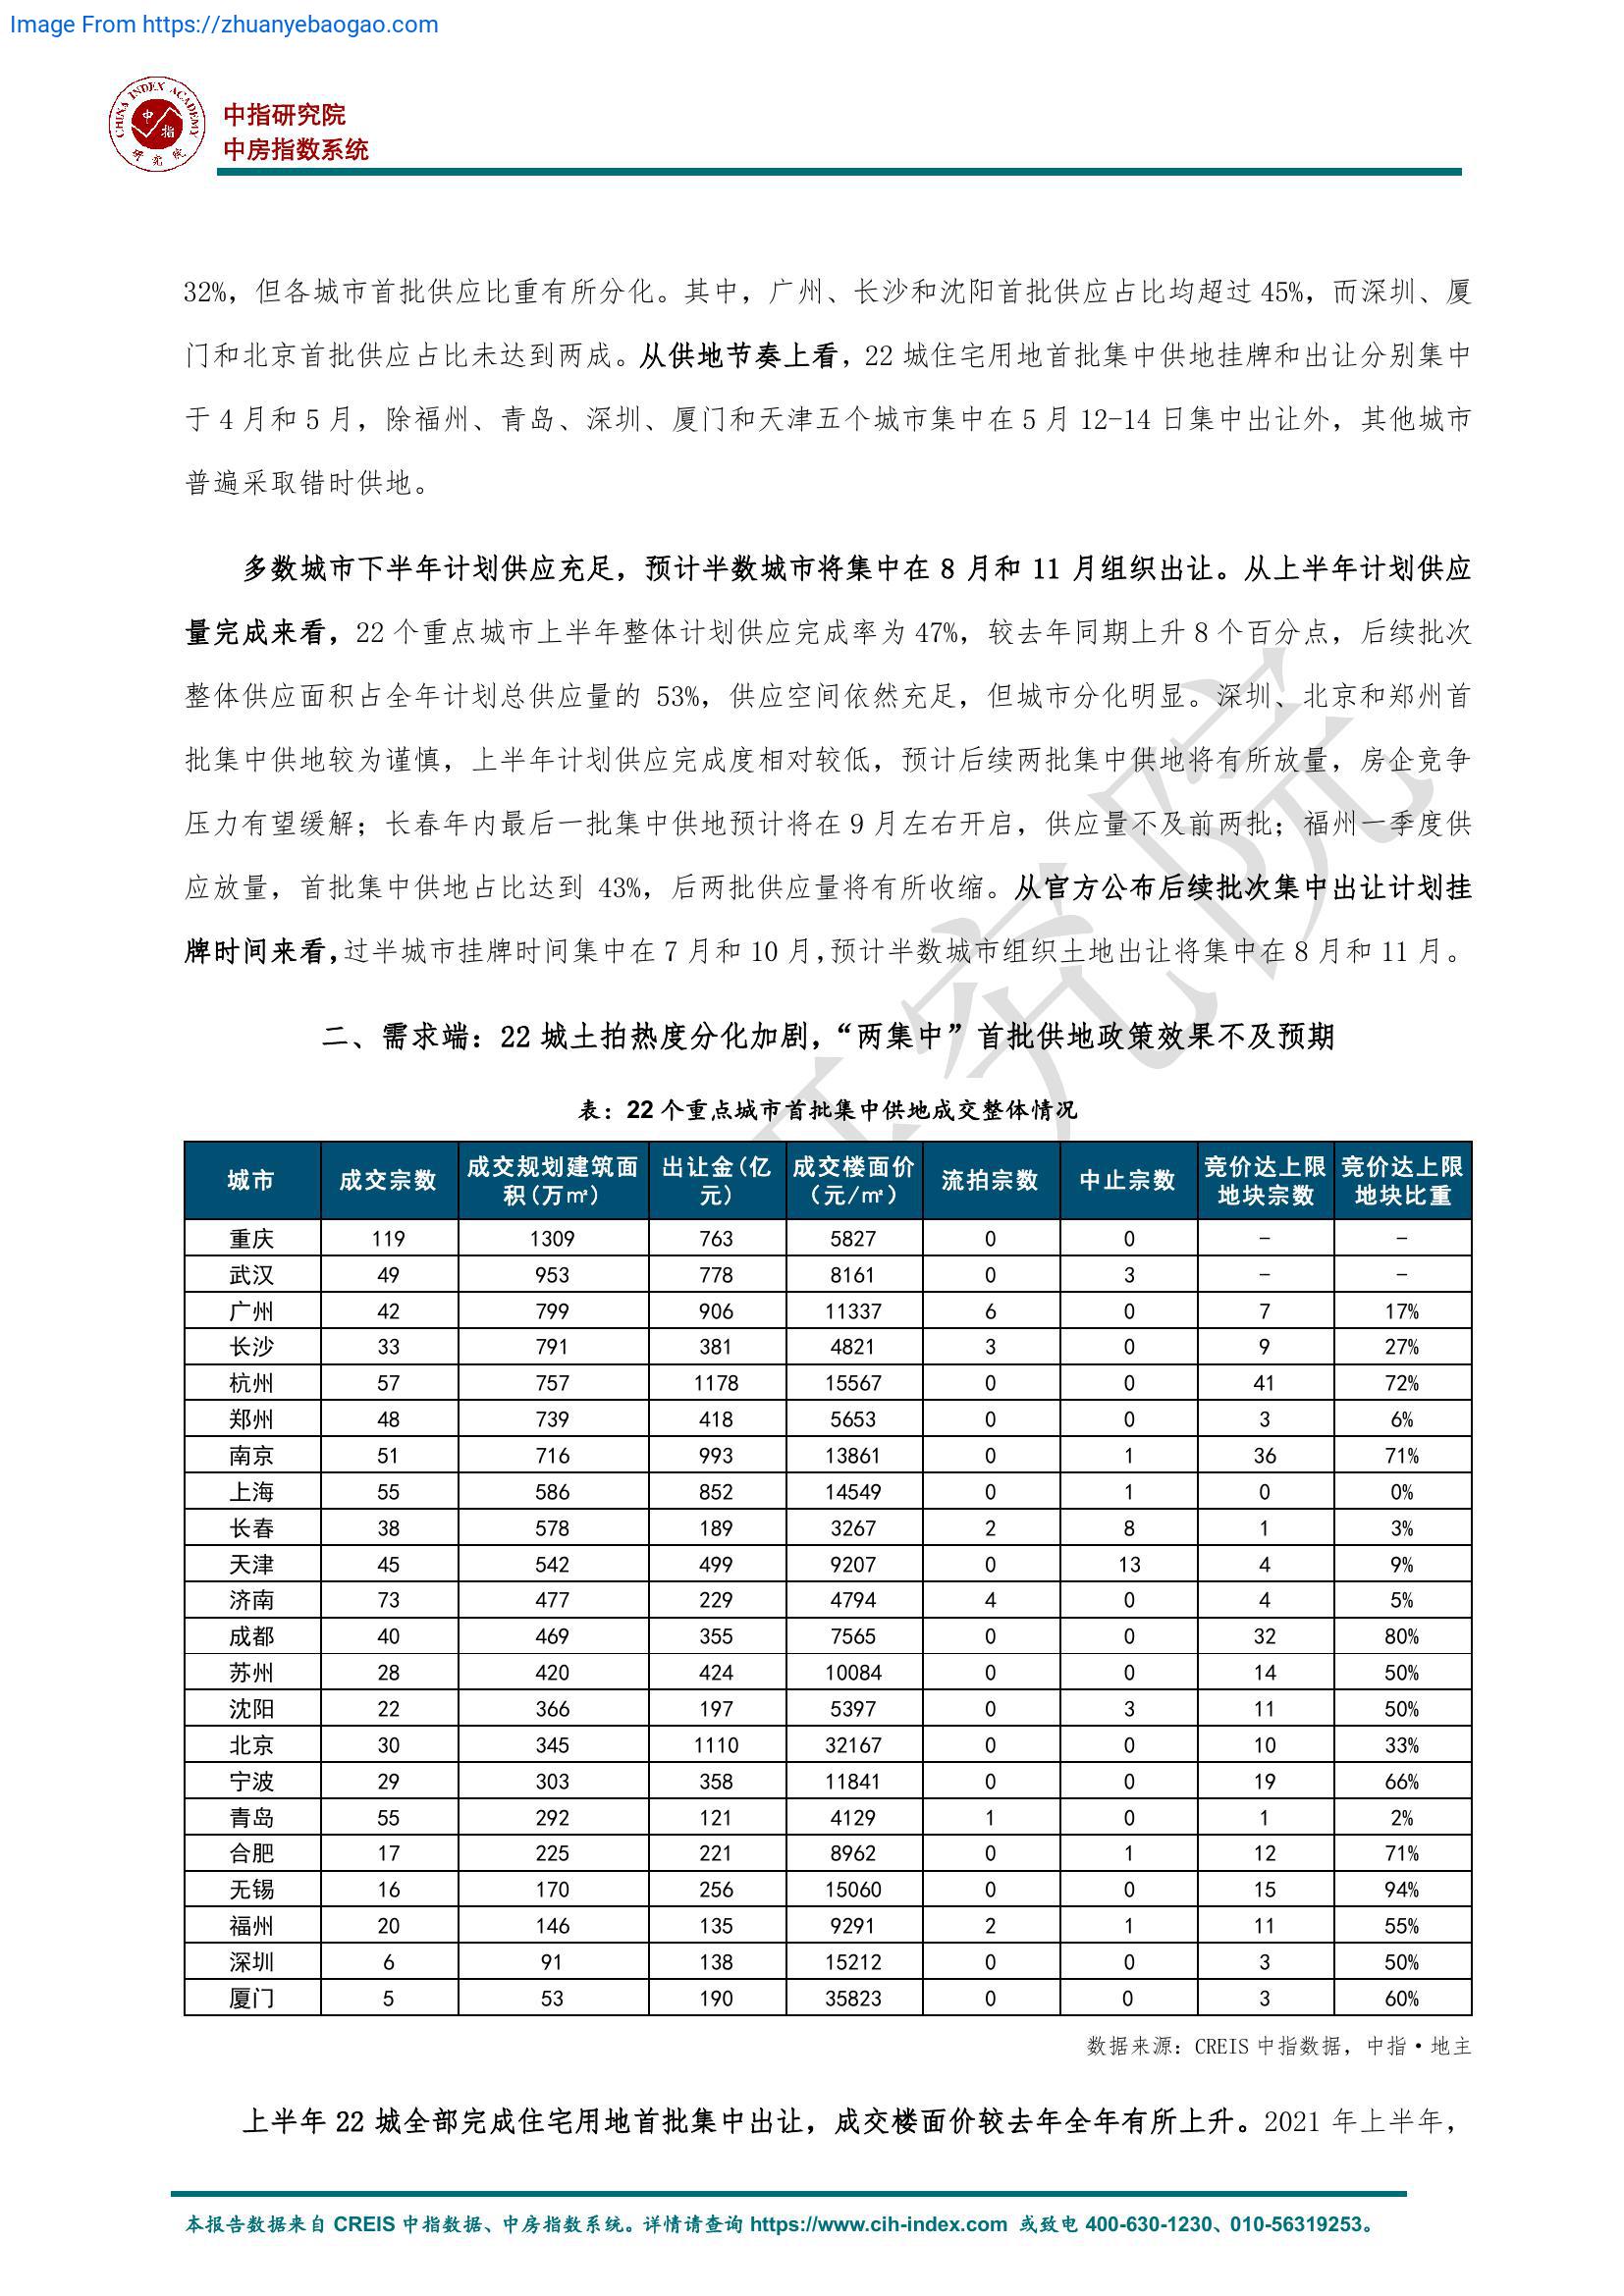 Image From https://zhuanyebaogao.com
CHINA INDEX ACADEMY
中指
研究院
中指研究院
中房指数系统
32%，但各城市首批供应比重有所分化。其中，广州、长沙和沈阳首批供应占比均超过 45%，而深圳、厦
门和北京首批供应占比未达到两成。从供地节奏上看，22 城住宅用地首批集中供地挂牌和出让分别集中
于 4 月和 5 月，除福州、青岛、深圳、厦门和天津五个城市集中在 5 月 12-14 日集中出让外，其他城市
普遍采取错时供地。
多数城市下半年计划供应充足，预计半数城市将集中在 8 月和 11 月组织出让。从上半年计划供应
量完成来看，22 个重点城市上半年整体计划供应完成率为 47%，较去年同期上升 8 个百分点，后续批次
整体供应面积占全年计划总供应量的 53%，供应空间依然充足，但城市分化明显。深圳、北京和郑州首
批集中供地较为谨慎，上半年计划供应完成度相对较低，预计后续两批集中供地将有所放量，房企竞争
压力有望缓解；长春年内最后一批集中供地预计将在 9 月左右开启，供应量不及前两批；福州一季度供
应放量，首批集中供地占比达到 43%，后两批供应量将有所收缩。从官方公布后续批次集中出让计划挂
牌时间来看，过半城市挂牌时间集中在 7 月和 10 月，预计半数城市组织土地出让将集中在 8 月和 11 月。
二、需求端：22 城土拍热度分化加剧，“两集中”首批供地政策效果不及预期
表：22 个重点城市首批集中供地成交整体情况
城市 成交宗数 成交规划建筑面积(万㎡) 出让金(亿元) 成交楼面价（元/㎡） 流拍宗数 中止宗数 竞价达上限地块宗数 竞价达上限地块比重
重庆 119 1309 763 5827 0 0 - -
武汉 49 953 778 8161 0 3 - -
广州 42 799 906 11337 6 0 7 17%
长沙 33 791 381 4821 3 0 9 27%
杭州 57 757 1178 15567 0 0 41 72%
郑州 48 739 418 5653 0 0 3 6%
南京 51 716 993 13861 0 1 36 71%
上海 55 586 852 14549 0 1 0 0%
长春 38 578 189 3267 2 8 1 3%
天津 45 542 499 9207 0 13 4 9%
济南 73 477 229 4794 4 0 4 5%
成都 40 469 355 7565 0 0 32 80%
苏州 28 420 424 10084 0 0 14 50%
沈阳 22 366 197 5397 0 3 11 50%
北京 30 345 1110 32167 0 0 10 33%
宁波 29 303 358 11841 0 0 19 66%
青岛 55 292 121 4129 1 0 1 2%
合肥 17 225 221 8962 0 1 12 71%
无锡 16 170 256 15060 0 0 15 94%
福州 20 146 135 9291 2 1 11 55%
深圳 6 91 138 15212 0 0 3 50%
厦门 5 53 190 35823 0 0 3 60%
数据来源：CREIS 中指数据，中指·地主
上半年 22 城全部完成住宅用地首批集中出让，成交楼面价较去年全年有所上升。2021 年上半年，
本报告数据来自 CREIS 中指数据、中房指数系统。详情请查询 https://www.cih-index.com 或致电 400-630-1230、010-56319253。